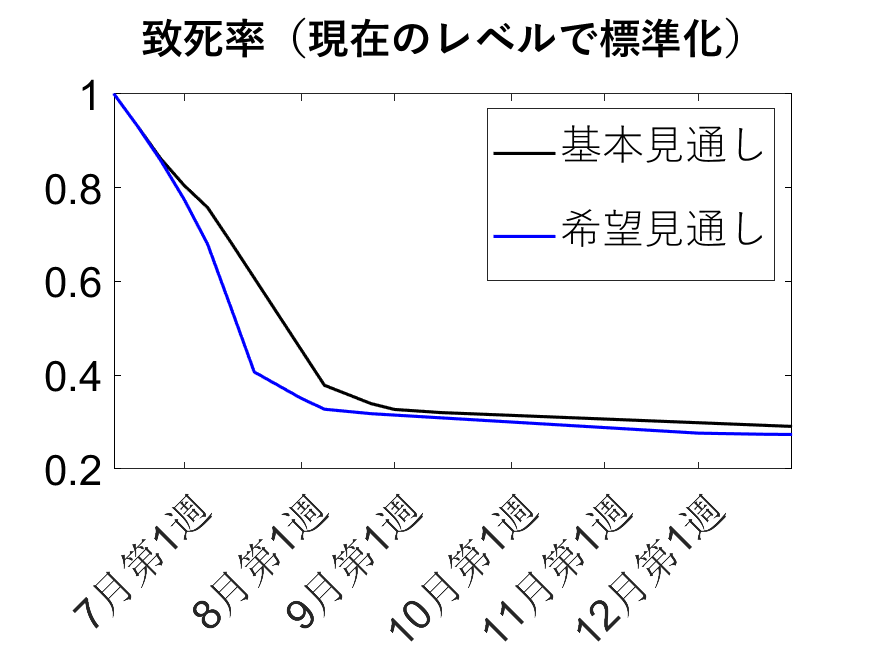 致死率（現在のレベルで標準化）
1
0.8
0.6
0.4
0.2
基本見通し
希望見通し
7月第1週
8月第1週
9月第1週
10月第1週
11月第1週
12月第1週